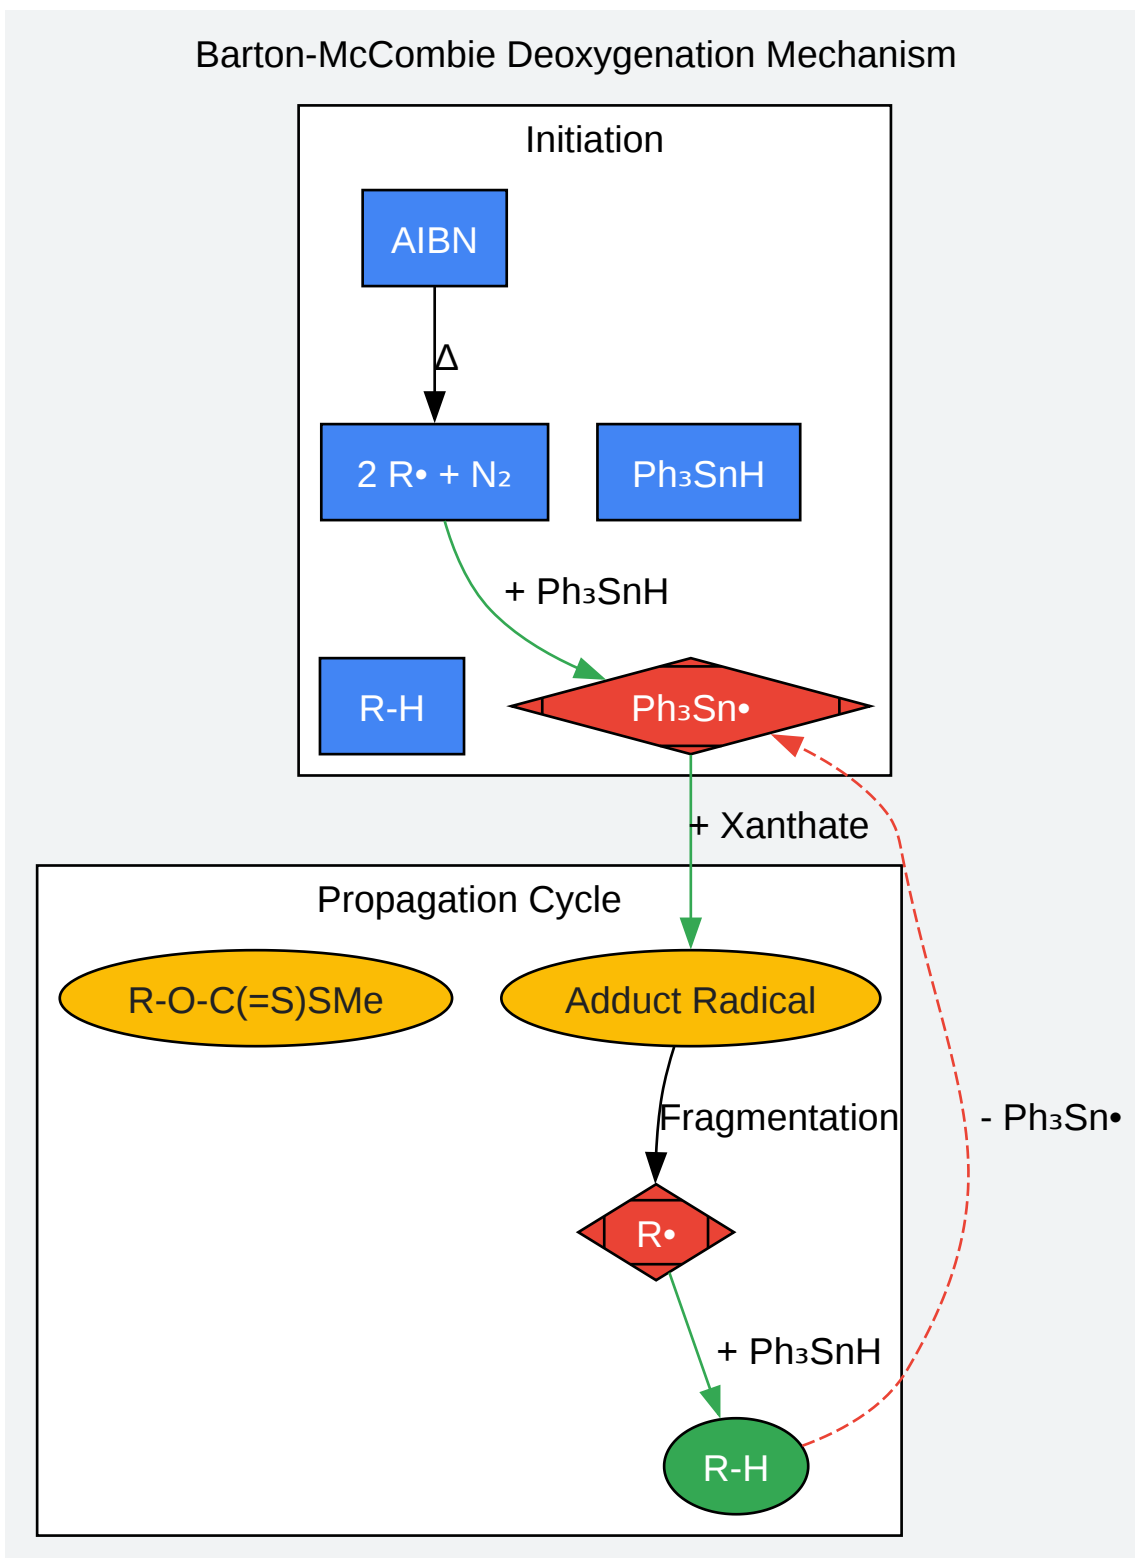 Barton-McCombie Deoxygenation Mechanism
Initiation
AIBN
Δ
2 R• + N₂
Ph₃SnH
+ Ph₃SnH
R-H
Ph₃Sn•
+ Xanthate
Propagation Cycle
R-O-C(=S)SMe
Adduct Radical
Fragmentation
- Ph₃Sn•
R•
+ Ph₃SnH
R-H